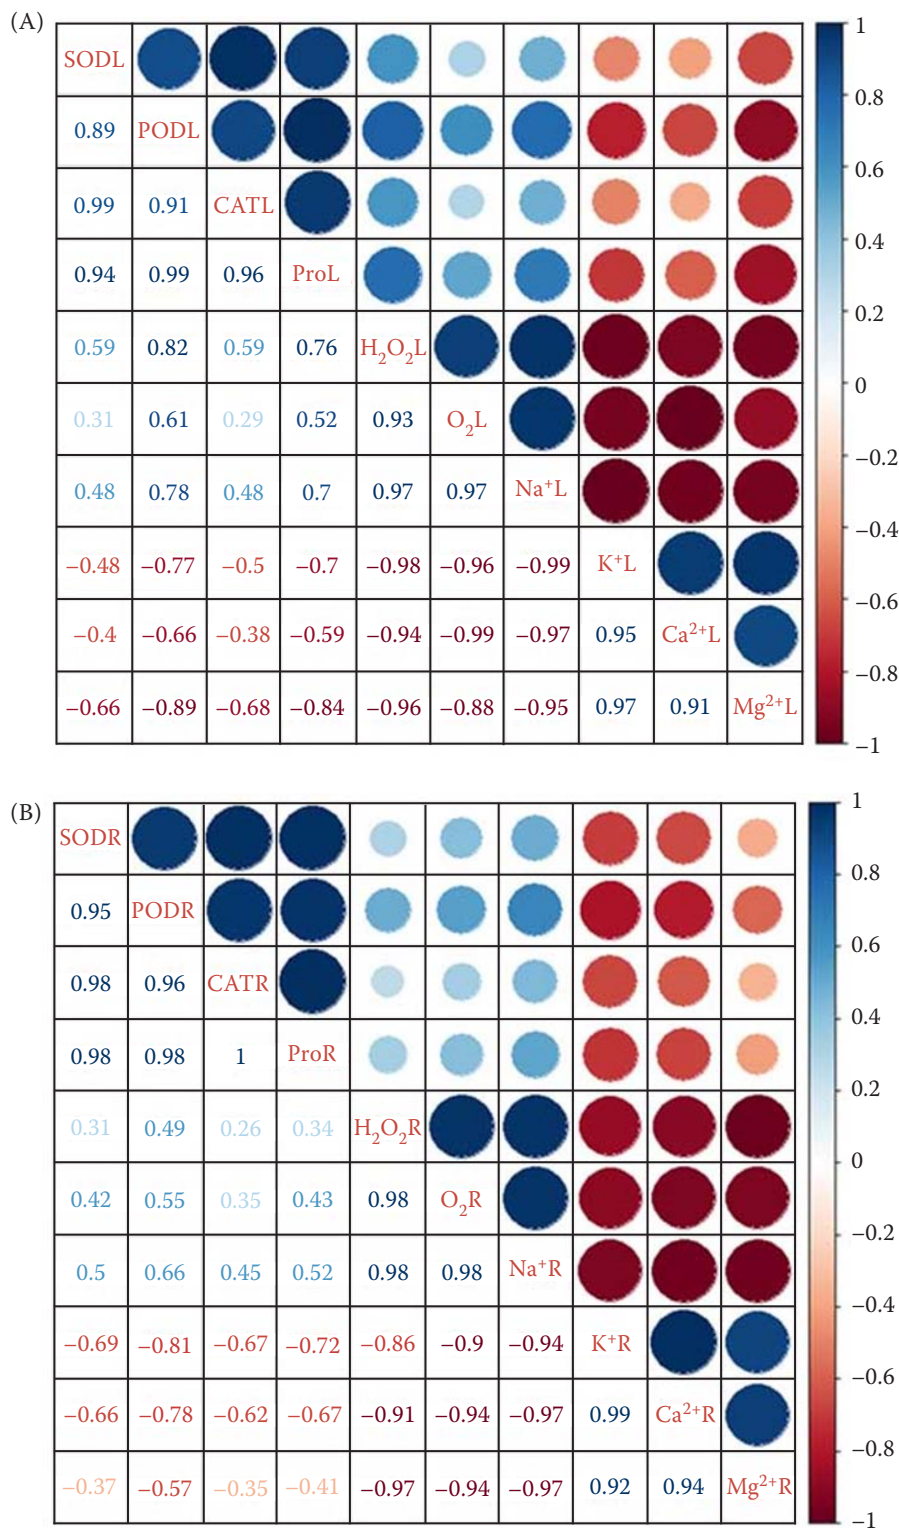 (A)
SODL
0.89 PODL
0.99 0.91 CATL
0.94 0.99 0.96 ProL
0.59 0.82 0.59 0.76 H₂O₂L
0.31 0.61 0.29 0.52 0.93 O₂L
0.48 0.78 0.48 0.7 0.97 0.97 Na⁺L
−0.48 −0.77 −0.5 −0.7 −0.98 −0.96 −0.99 K⁺L
−0.4 −0.66 −0.38 −0.59 −0.94 −0.99 −0.97 0.95 Ca²⁺L
−0.66 −0.89 −0.68 −0.84 −0.96 −0.88 −0.95 0.97 0.91 Mg²⁺L
1
0.8
0.6
0.4
0.2
0
−0.2
−0.4
−0.6
−0.8
−1
(B)
SODR
0.95 PODR
0.98 0.96 CATR
0.98 0.98 1 ProR
0.31 0.49 0.26 0.34 H₂O₂R
0.42 0.55 0.35 0.43 0.98 O₂R
0.5 0.66 0.45 0.52 0.98 0.98 Na⁺R
−0.69 −0.81 −0.67 −0.72 −0.86 −0.9 −0.94 K⁺R
−0.66 −0.78 −0.62 −0.67 −0.91 −0.94 −0.97 0.99 Ca²⁺R
−0.37 −0.57 −0.35 −0.41 −0.97 −0.94 −0.97 0.92 0.94 Mg²⁺R
1
0.8
0.6
0.4
0.2
0
−0.2
−0.4
−0.6
−0.8
−1